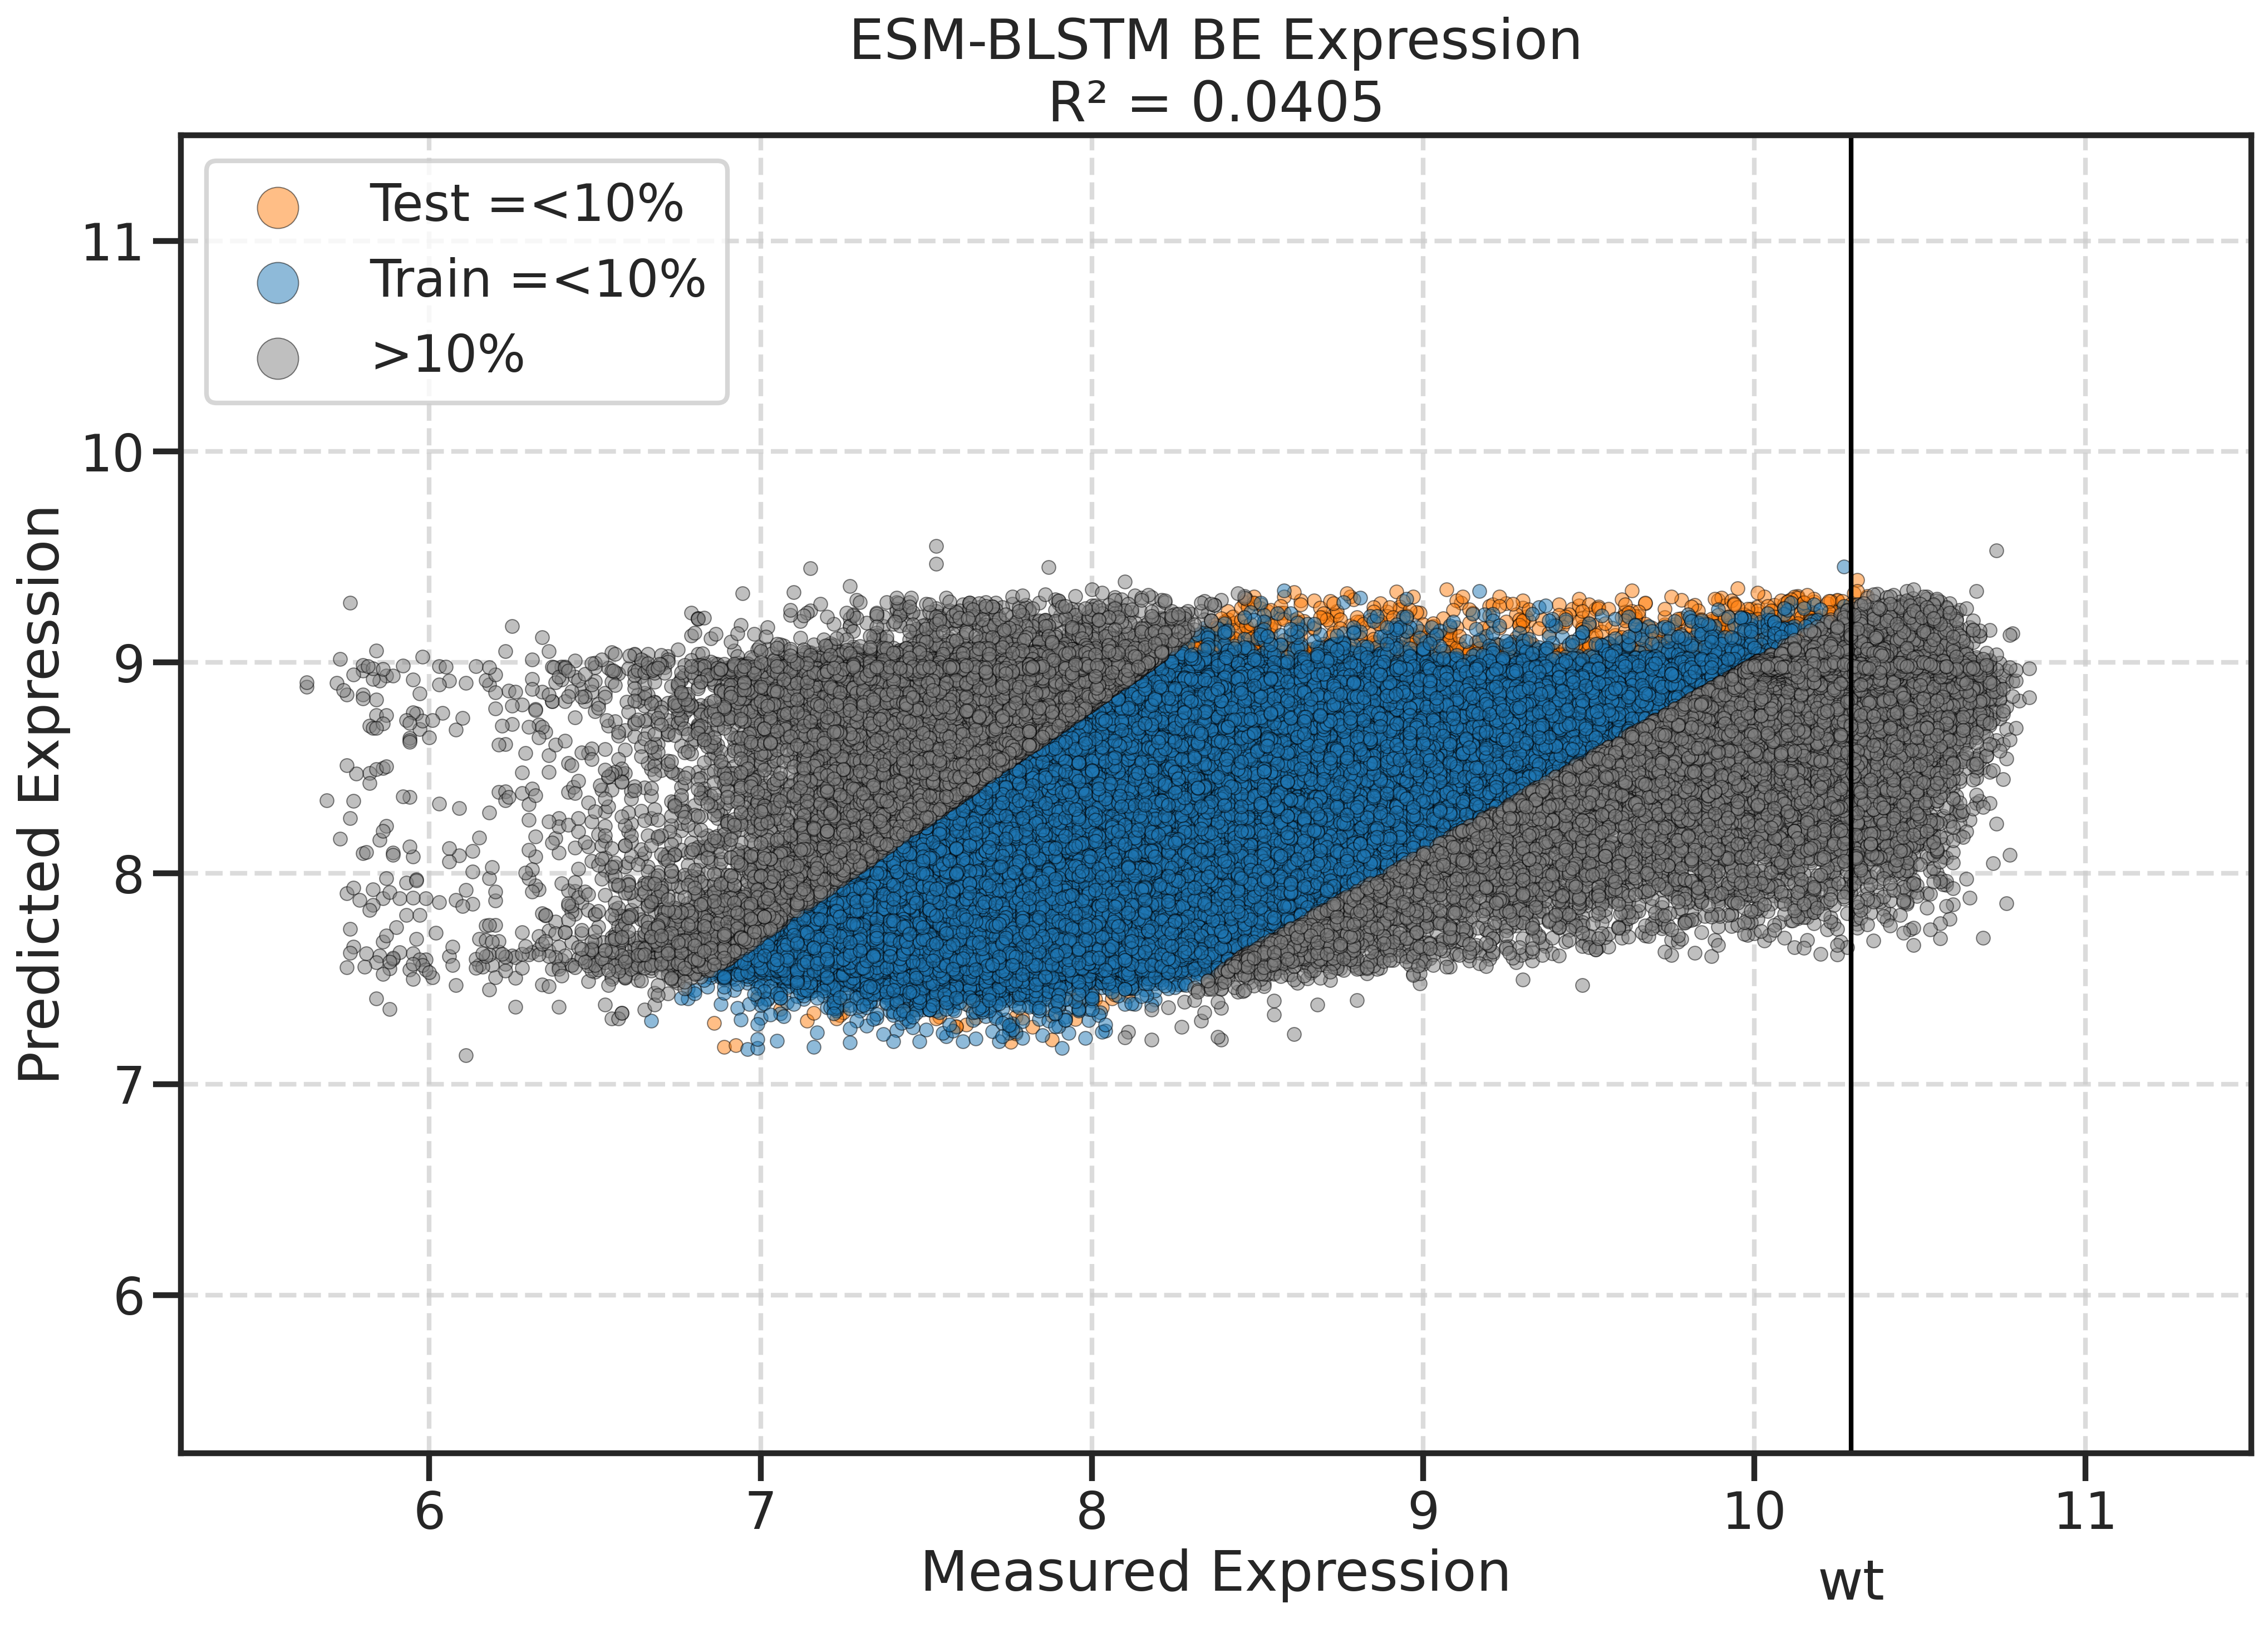 ESM-BLSTM BE Expression
R² = 0.0405
Test =<10%
Train =<10%
>10%
Predicted Expression
11
10
9
8
7
6
6
7
8
9
10
11
Measured Expression
wt